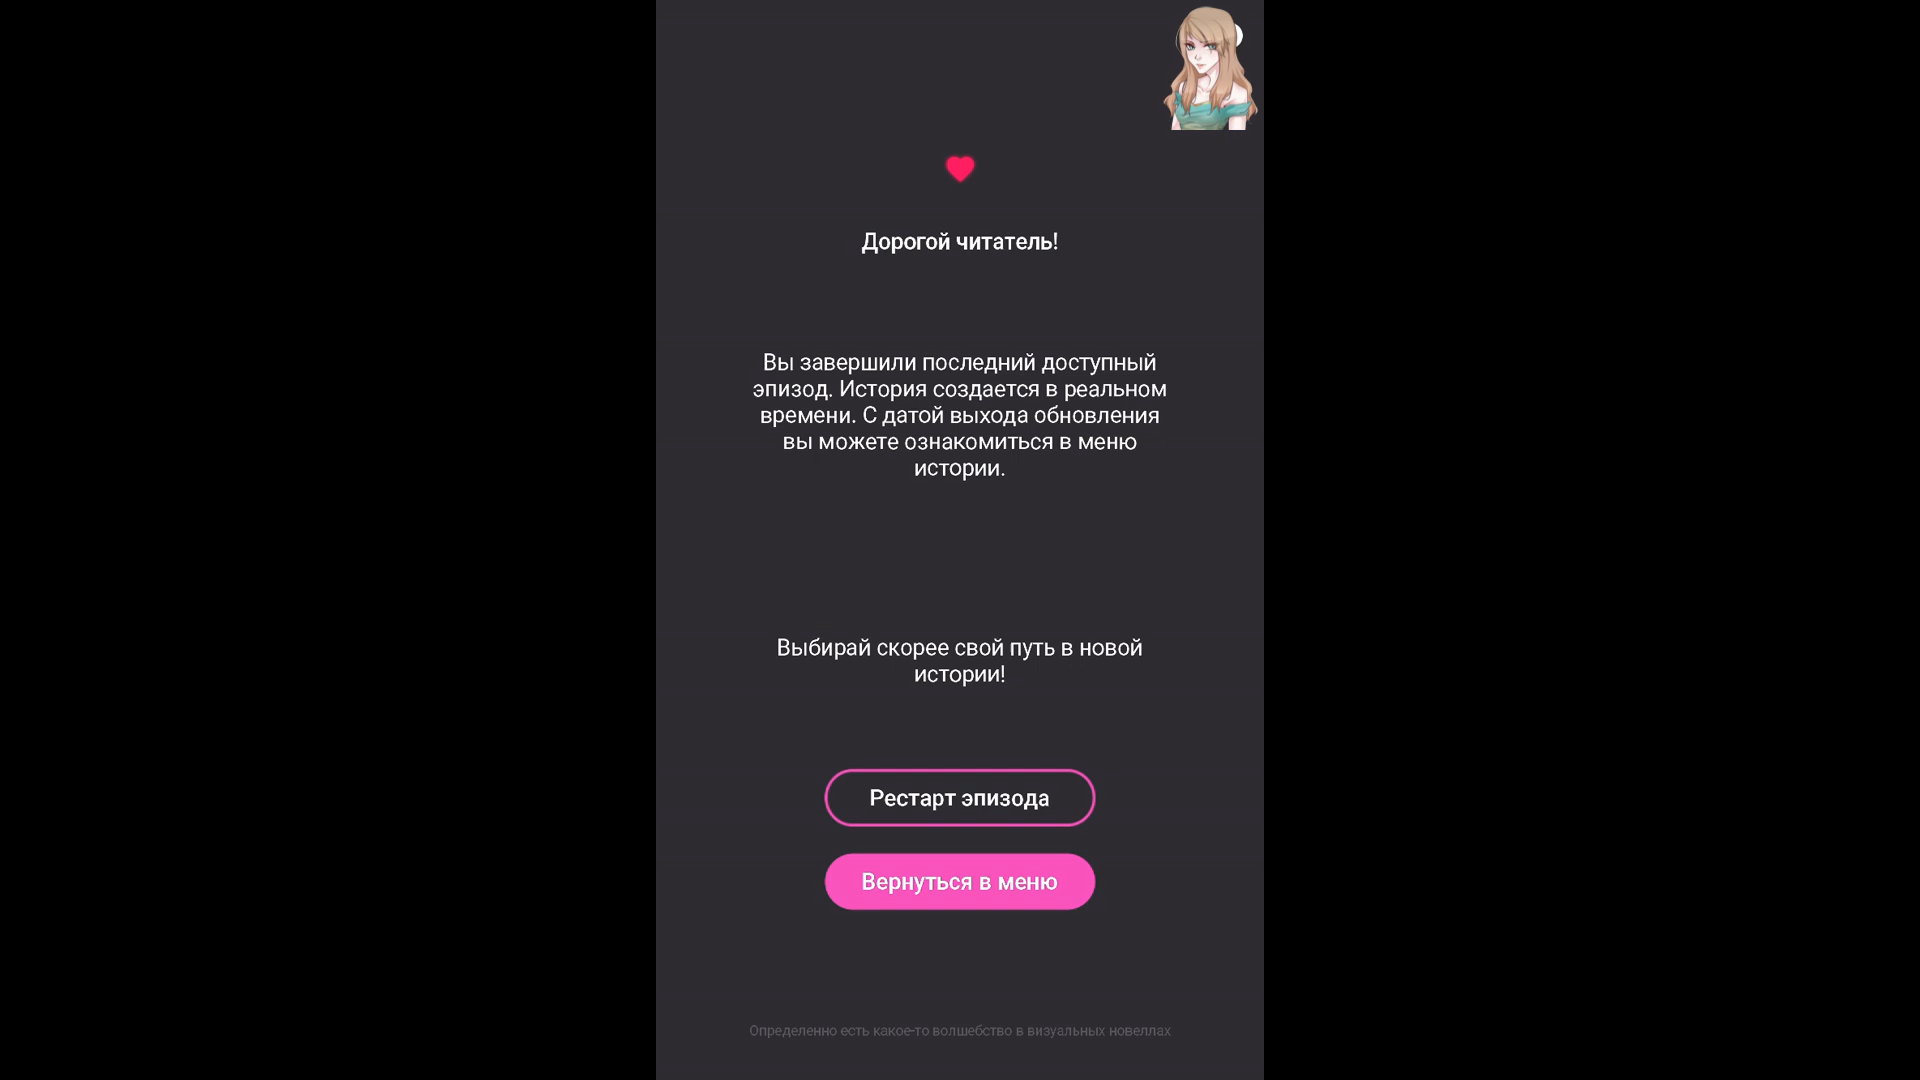 Дорогой читатель!
Вы завершили последний доступный
эпизод. История создается в реальном
времени. С датой выхода обновления
вы можете ознакомиться в меню
истории.
Выбирай скорее свой путь в новой
истории!
Рестарт эпизода
Вернуться в меню
Определенно есть какое-то волшебство в визуальных новеллах